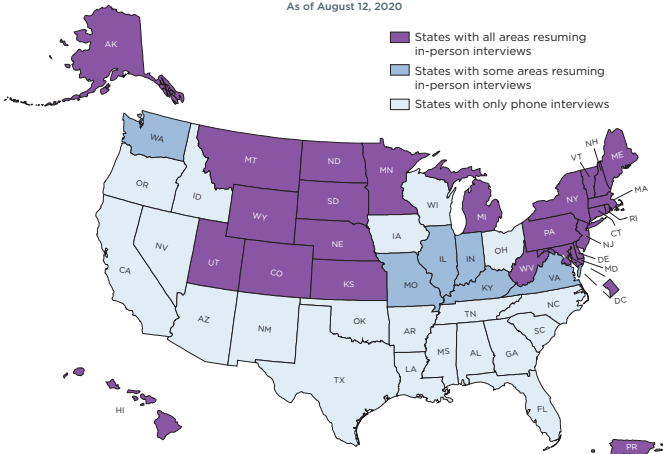 As of August 12, 2020
States with all areas resuming
in-person interviews
States with some areas resuming
in-person interviews
States with only phone interviews
AK
WA
MT
ND
MN
OR
ID
WY
SD
WI
MI
NH
VT
ME
NY
MA
RI
CT
NV
UT
CO
NE
IA
IL
IN
OH
PA
NJ
DE
MD
DC
WV
VA
CA
KS
MO
KY
NC
AZ
NM
OK
AR
TN
SC
TX
LA
MS
AL
GA
FL
HI
PR